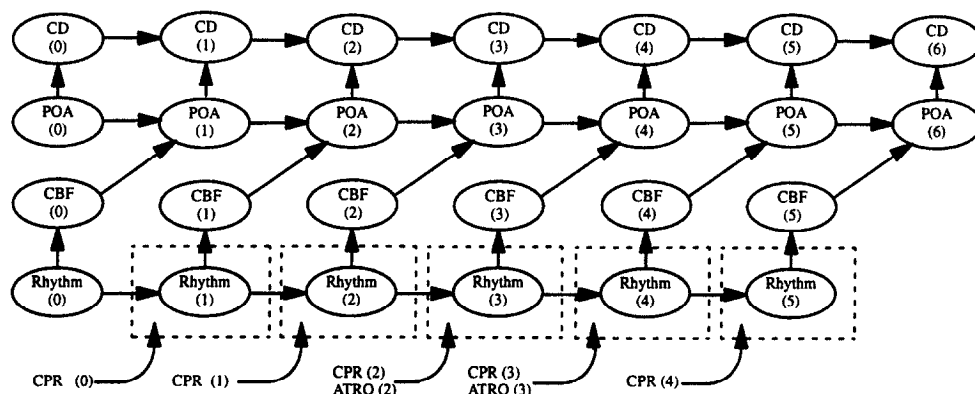 CD
(0)
CD
(1)
CD
(2)
CD
(3)
CD
(4)
CD
(5)
CD
(6)
POA
(0)
POA
(1)
POA
(2)
POA
(3)
POA
(4)
POA
(5)
POA
(6)
CBF
(0)
CBF
(1)
CBF
(2)
CBF
(3)
CBF
(4)
CBF
(5)
Rhythm
(0)
Rhythm
(1)
Rhythm
(2)
Rhythm
(3)
Rhythm
(4)
Rhythm
(5)
CPR (0)
CPR (1)
CPR (2)
ATRO (2)
CPR (3)
ATRO (3)
CPR (4)